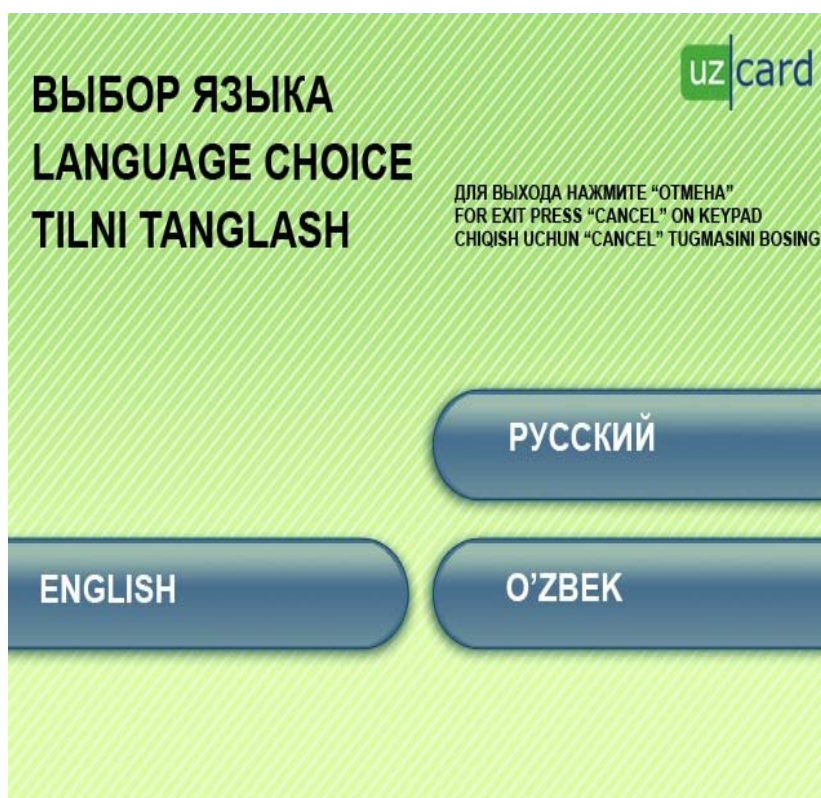 ВЫБОР ЯЗЫКА
LANGUAGE CHOICE
TILNI TANGLASH
uz card
ДЛЯ ВЫХОДА НАЖМИТЕ “ОТМЕНА”
FOR EXIT PRESS “CANCEL” ON KEYPAD
CHIQISH UCHUN “CANCEL” TUGMASINI BOSING
РУССКИЙ
ENGLISH
O’ZBEK